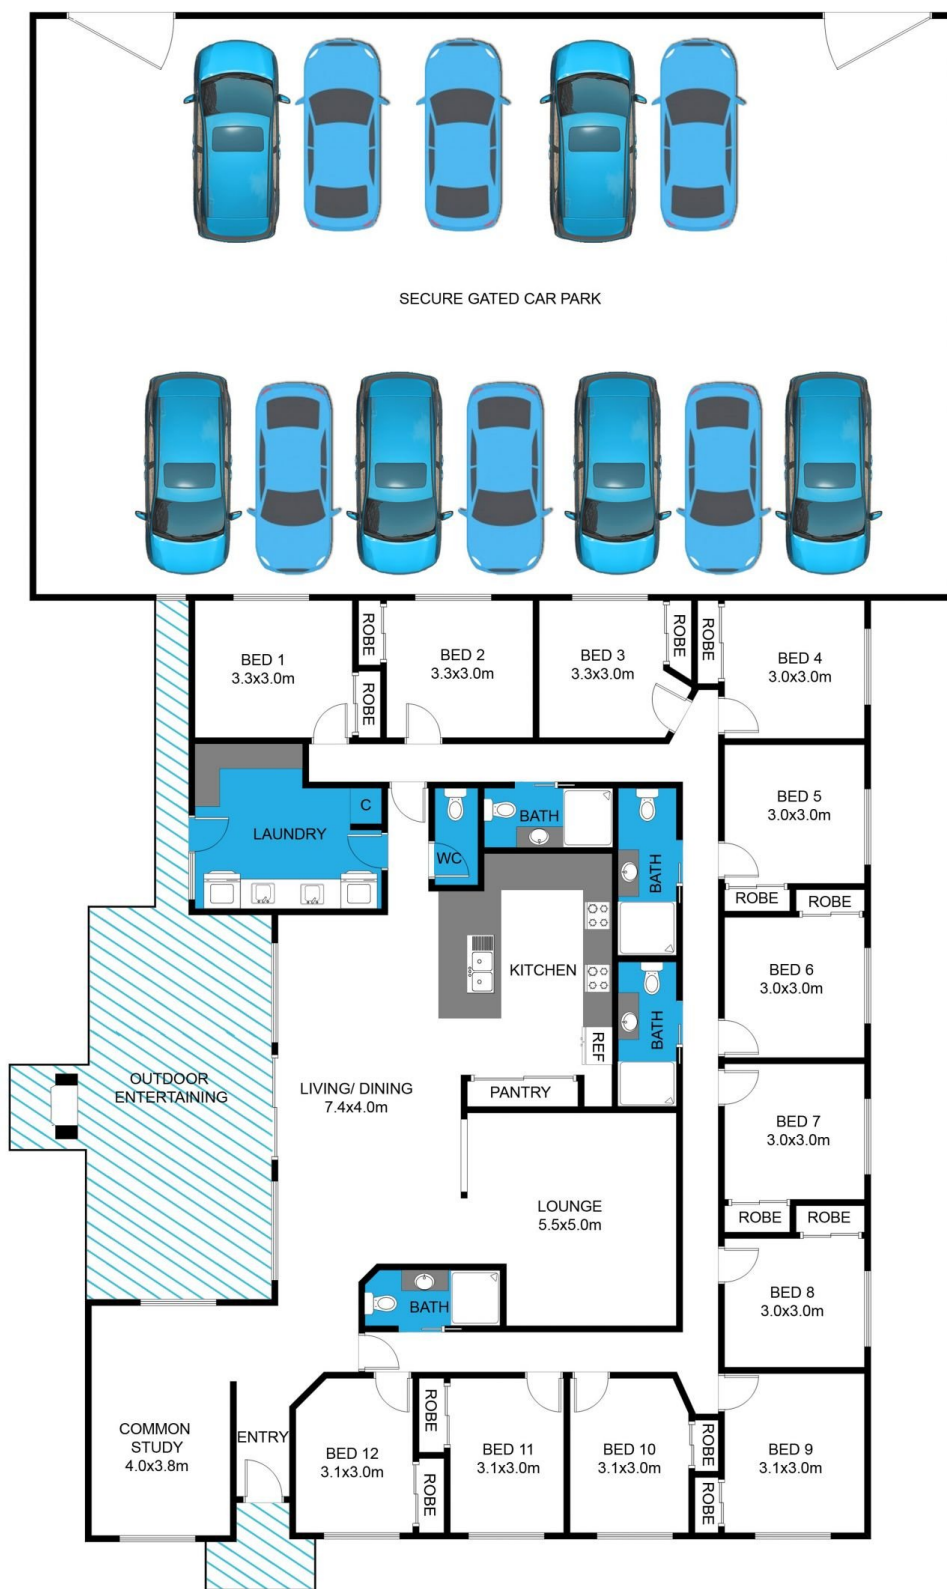 SECURE GATED CAR PARK
BED 1
3.3x3.0m
ROBE
ROBE
BED 2
3.3x3.0m
BED 3
3.3x3.0m
ROBE
ROBE
BED 4
3.0x3.0m
LAUNDRY
C
WC
BATH
BATH
BED 5
3.0x3.0m
ROBE
ROBE
KITCHEN
BED 6
3.0x3.0m
BATH
REF
OUTDOOR
ENTERTAINING
LIVING/ DINING
7.4x4.0m
PANTRY
BED 7
3.0x3.0m
ROBE
ROBE
LOUNGE
5.5x5.0m
BED 8
3.0x3.0m
BATH
COMMON
STUDY
4.0x3.8m
ENTRY
BED 12
3.1x3.0m
ROBE
ROBE
BED 11
3.1x3.0m
BED 10
3.1x3.0m
ROBE
ROBE
BED 9
3.1x3.0m